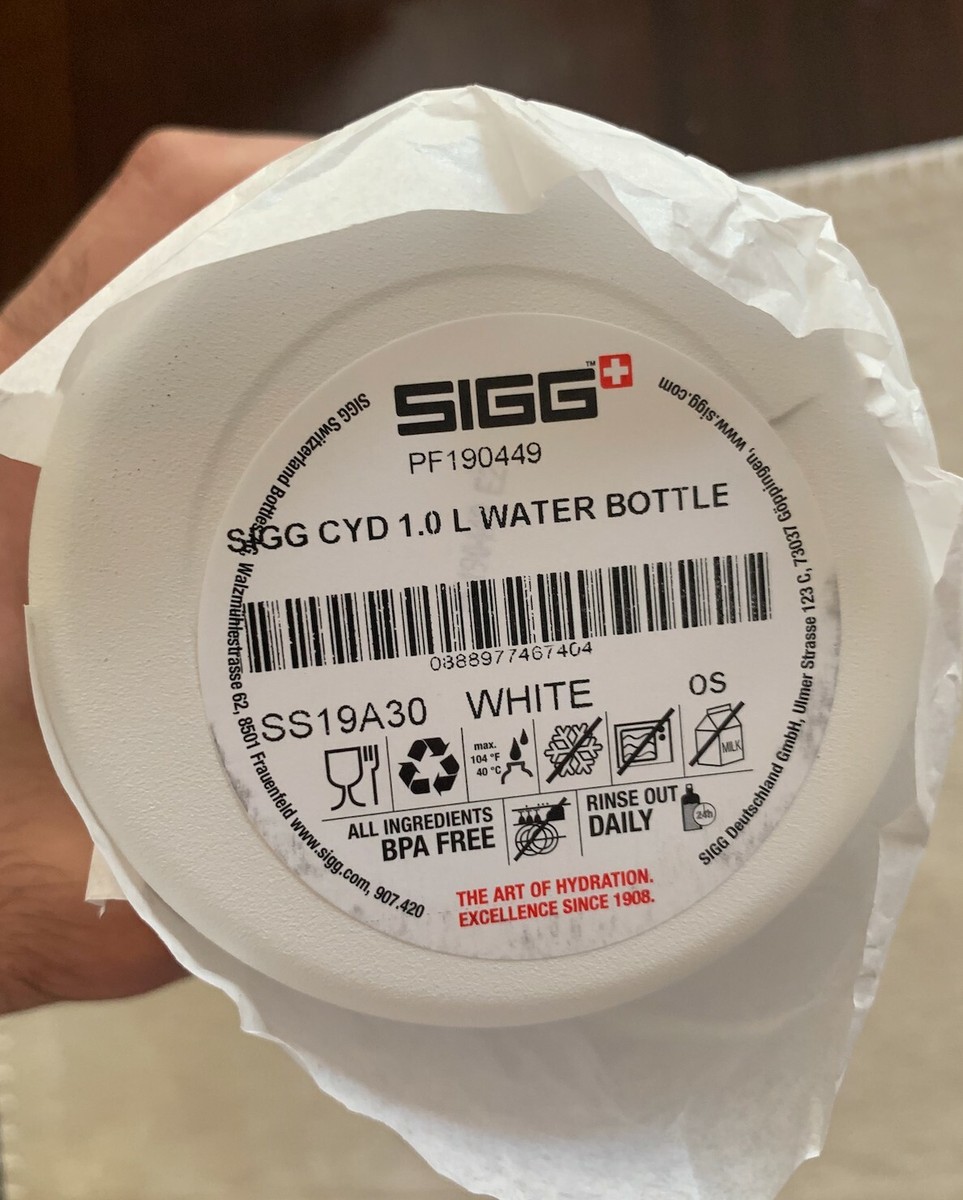 SIGG™
PF190449
SIGG CYD 1.0 L WATER BOTTLE
0888977467404
SS19A30 WHITE OS
max.
104 °F
40 °C
MILK
ALL INGREDIENTS
BPA FREE
RINSE OUT
DAILY
24h
THE ART OF HYDRATION.
EXCELLENCE SINCE 1908.
SIGG Switzerland Bottles AG, Walzmühlestrasse 62, 8501 Frauenfeld www.sigg.com, 907.420
SIGG Deutschland GmbH, Ulmer Strasse 123 C, 73037 Göppingen, www.sigg.com